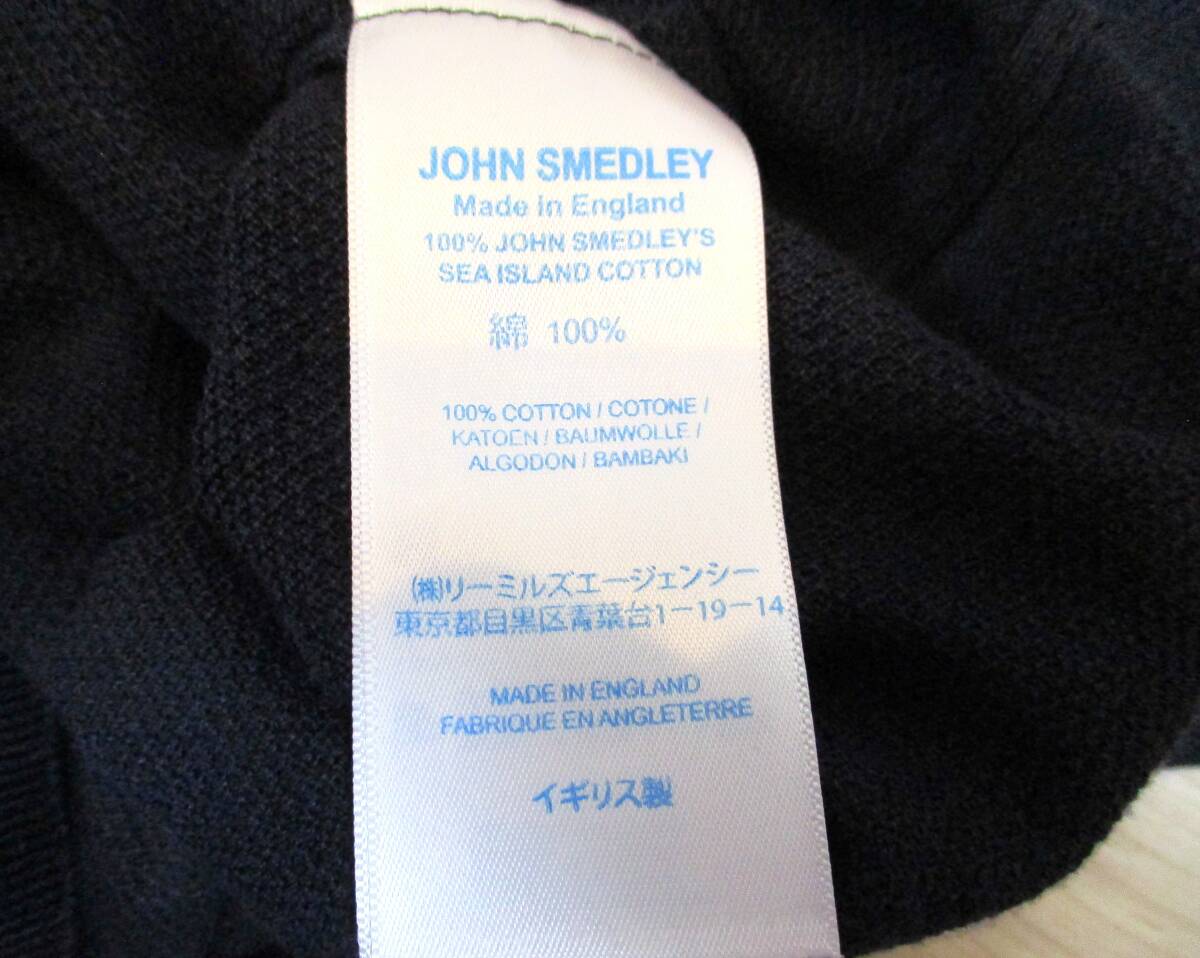 JOHN SMEDLEY
Made in England
100% JOHN SMEDLEY'S
SEA ISLAND COTTON
綿 100%
100% COTTON / COTONE /
KATOEN / BAUMWOLLE /
ALGODON / BAMBAKI
㈱リーミルズエージェンシー
東京都目黒区青葉台1−19−14
MADE IN ENGLAND
FABRIQUE EN ANGLETERRE
イギリス製